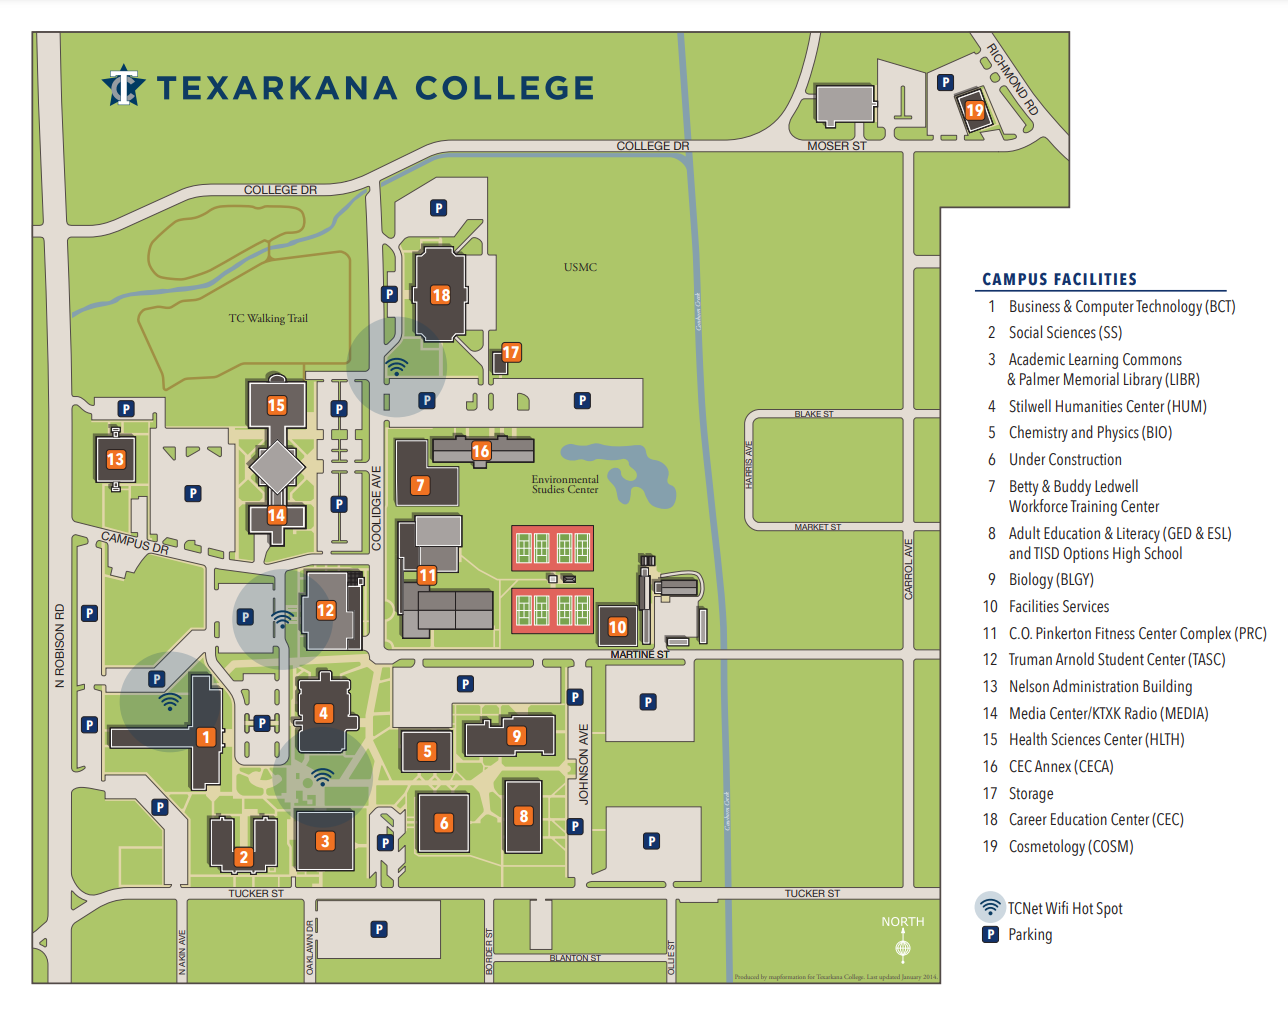 TEXARKANA COLLEGE
RICHMOND RD
P
19
COLLEGE DR
MOSER ST
COLLEGE DR
P
USMC
18
P
TC Walking Trail
17
15
P
P
P
P
BLAKE ST
13
16
HARRIS AVE
7
Environmental
Studies Center
P
P
14
COOLIDGE AVE
MARKET ST
CAMPUS DR
CARROL AVE
11
N ROBISON RD
P
P
12
10
MARTINE ST
P
P
P
P
4
P
P
1
9
5
JOHNSON AVE
P
6
8
P
3
P
P
2
TUCKER ST
TUCKER ST
N AKIN AVE
OAKLAWN DR
P
BORDER ST
BLANTON ST
OLLIE ST
NORTH
Produced by mapformation for Texarkana College. Last updated January 2014.
CAMPUS FACILITIES
1 Business & Computer Technology (BCT)
2 Social Sciences (SS)
3 Academic Learning Commons
& Palmer Memorial Library (LIBR)
4 Stilwell Humanities Center (HUM)
5 Chemistry and Physics (BIO)
6 Under Construction
7 Betty & Buddy Ledwell
Workforce Training Center
8 Adult Education & Literacy (GED & ESL)
and TISD Options High School
9 Biology (BLGY)
10 Facilities Services
11 C.O. Pinkerton Fitness Center Complex (PRC)
12 Truman Arnold Student Center (TASC)
13 Nelson Administration Building
14 Media Center/KTXK Radio (MEDIA)
15 Health Sciences Center (HLTH)
16 CEC Annex (CECA)
17 Storage
18 Career Education Center (CEC)
19 Cosmetology (COSM)
TCNet Wifi Hot Spot
P Parking